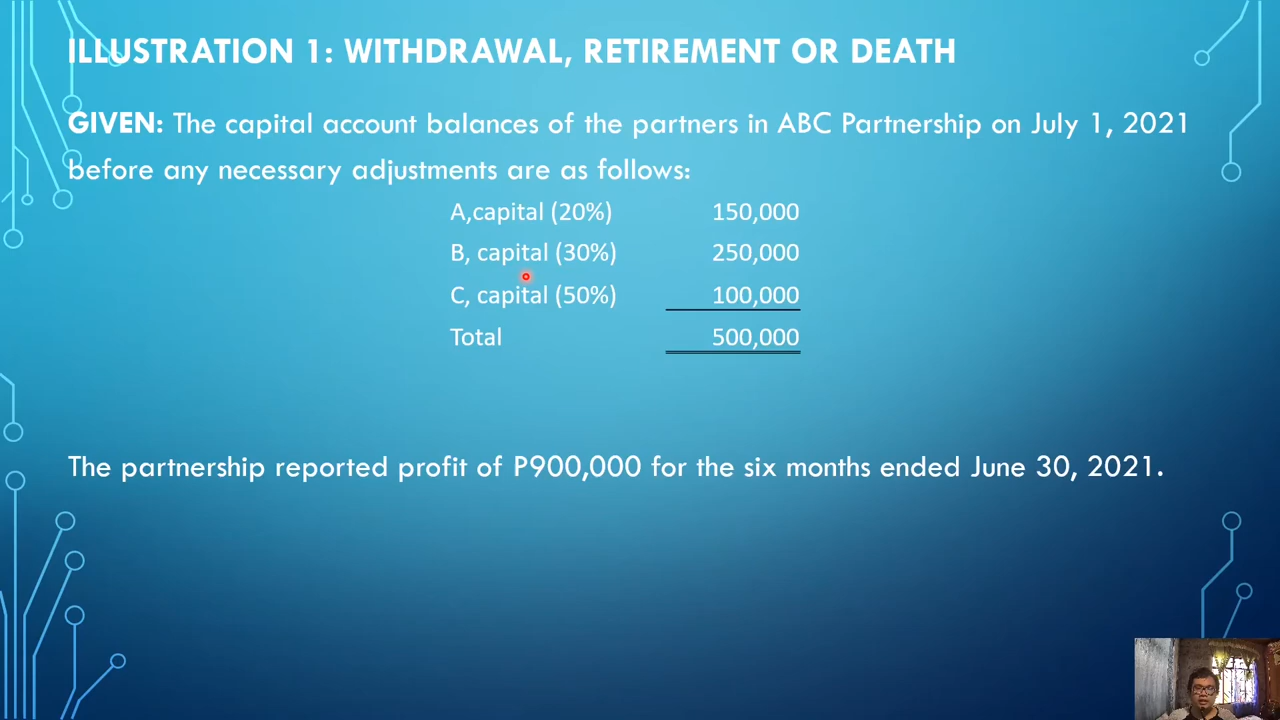 ILLUSTRATION 1: WITHDRAWAL, RETIREMENT OR DEATH
GIVEN: The capital account balances of the partners in ABC Partnership on July 1, 2021
before any necessary adjustments are as follows:
A,capital (20%) 150,000
B, capital (30%) 250,000
C, capital (50%) 100,000
Total 500,000
The partnership reported profit of P900,000 for the six months ended June 30, 2021.